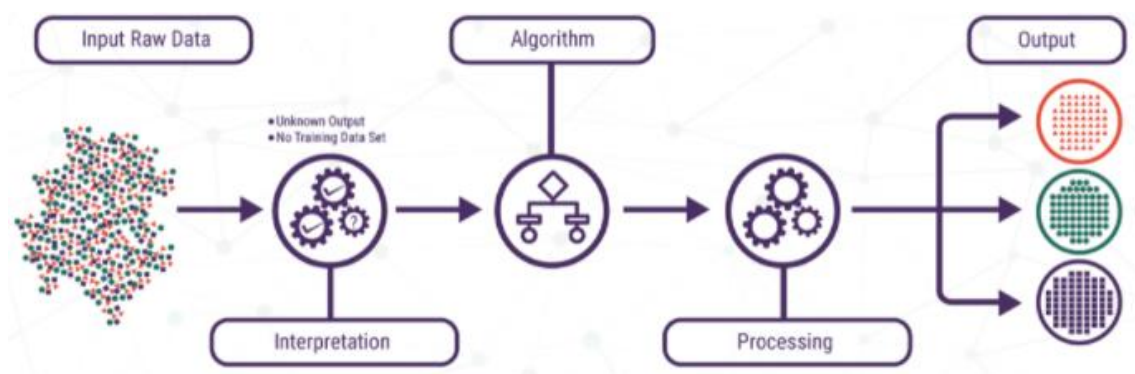 Input Raw Data
Algorithm
Output
•Unknown Output
•No Training Data Set
?
Interpretation
Processing